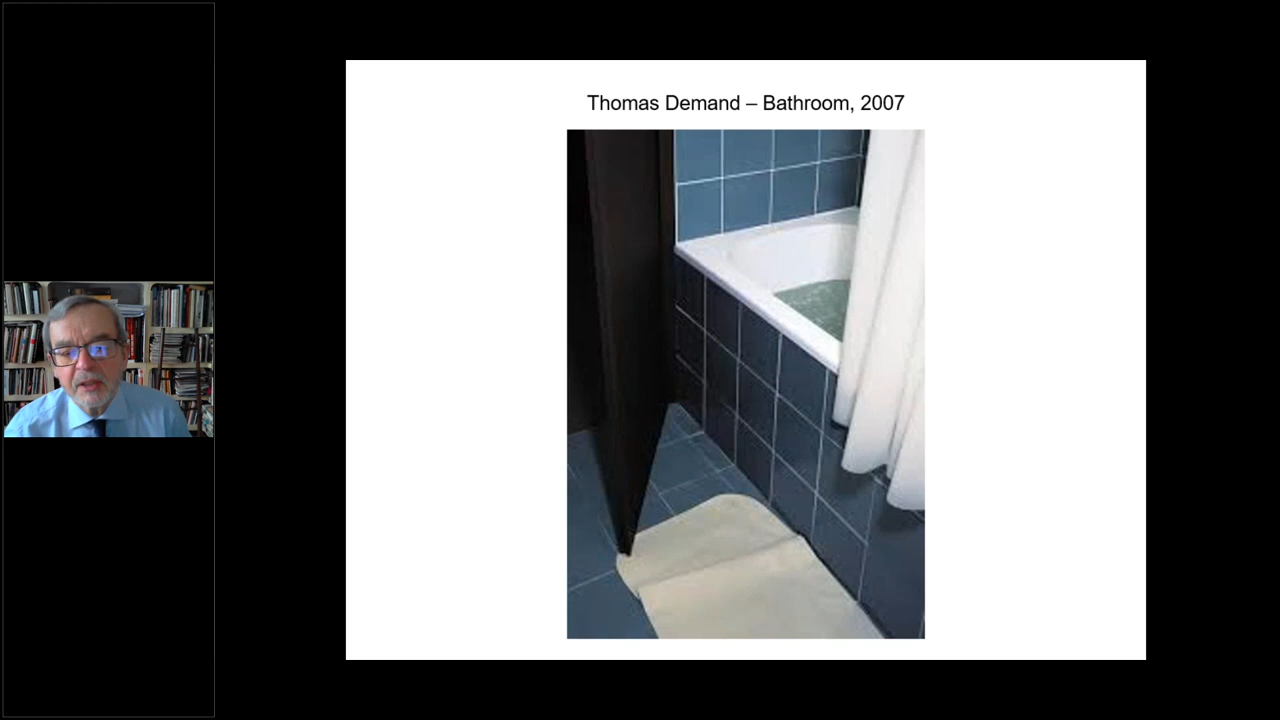 Thomas Demand – Bathroom, 2007